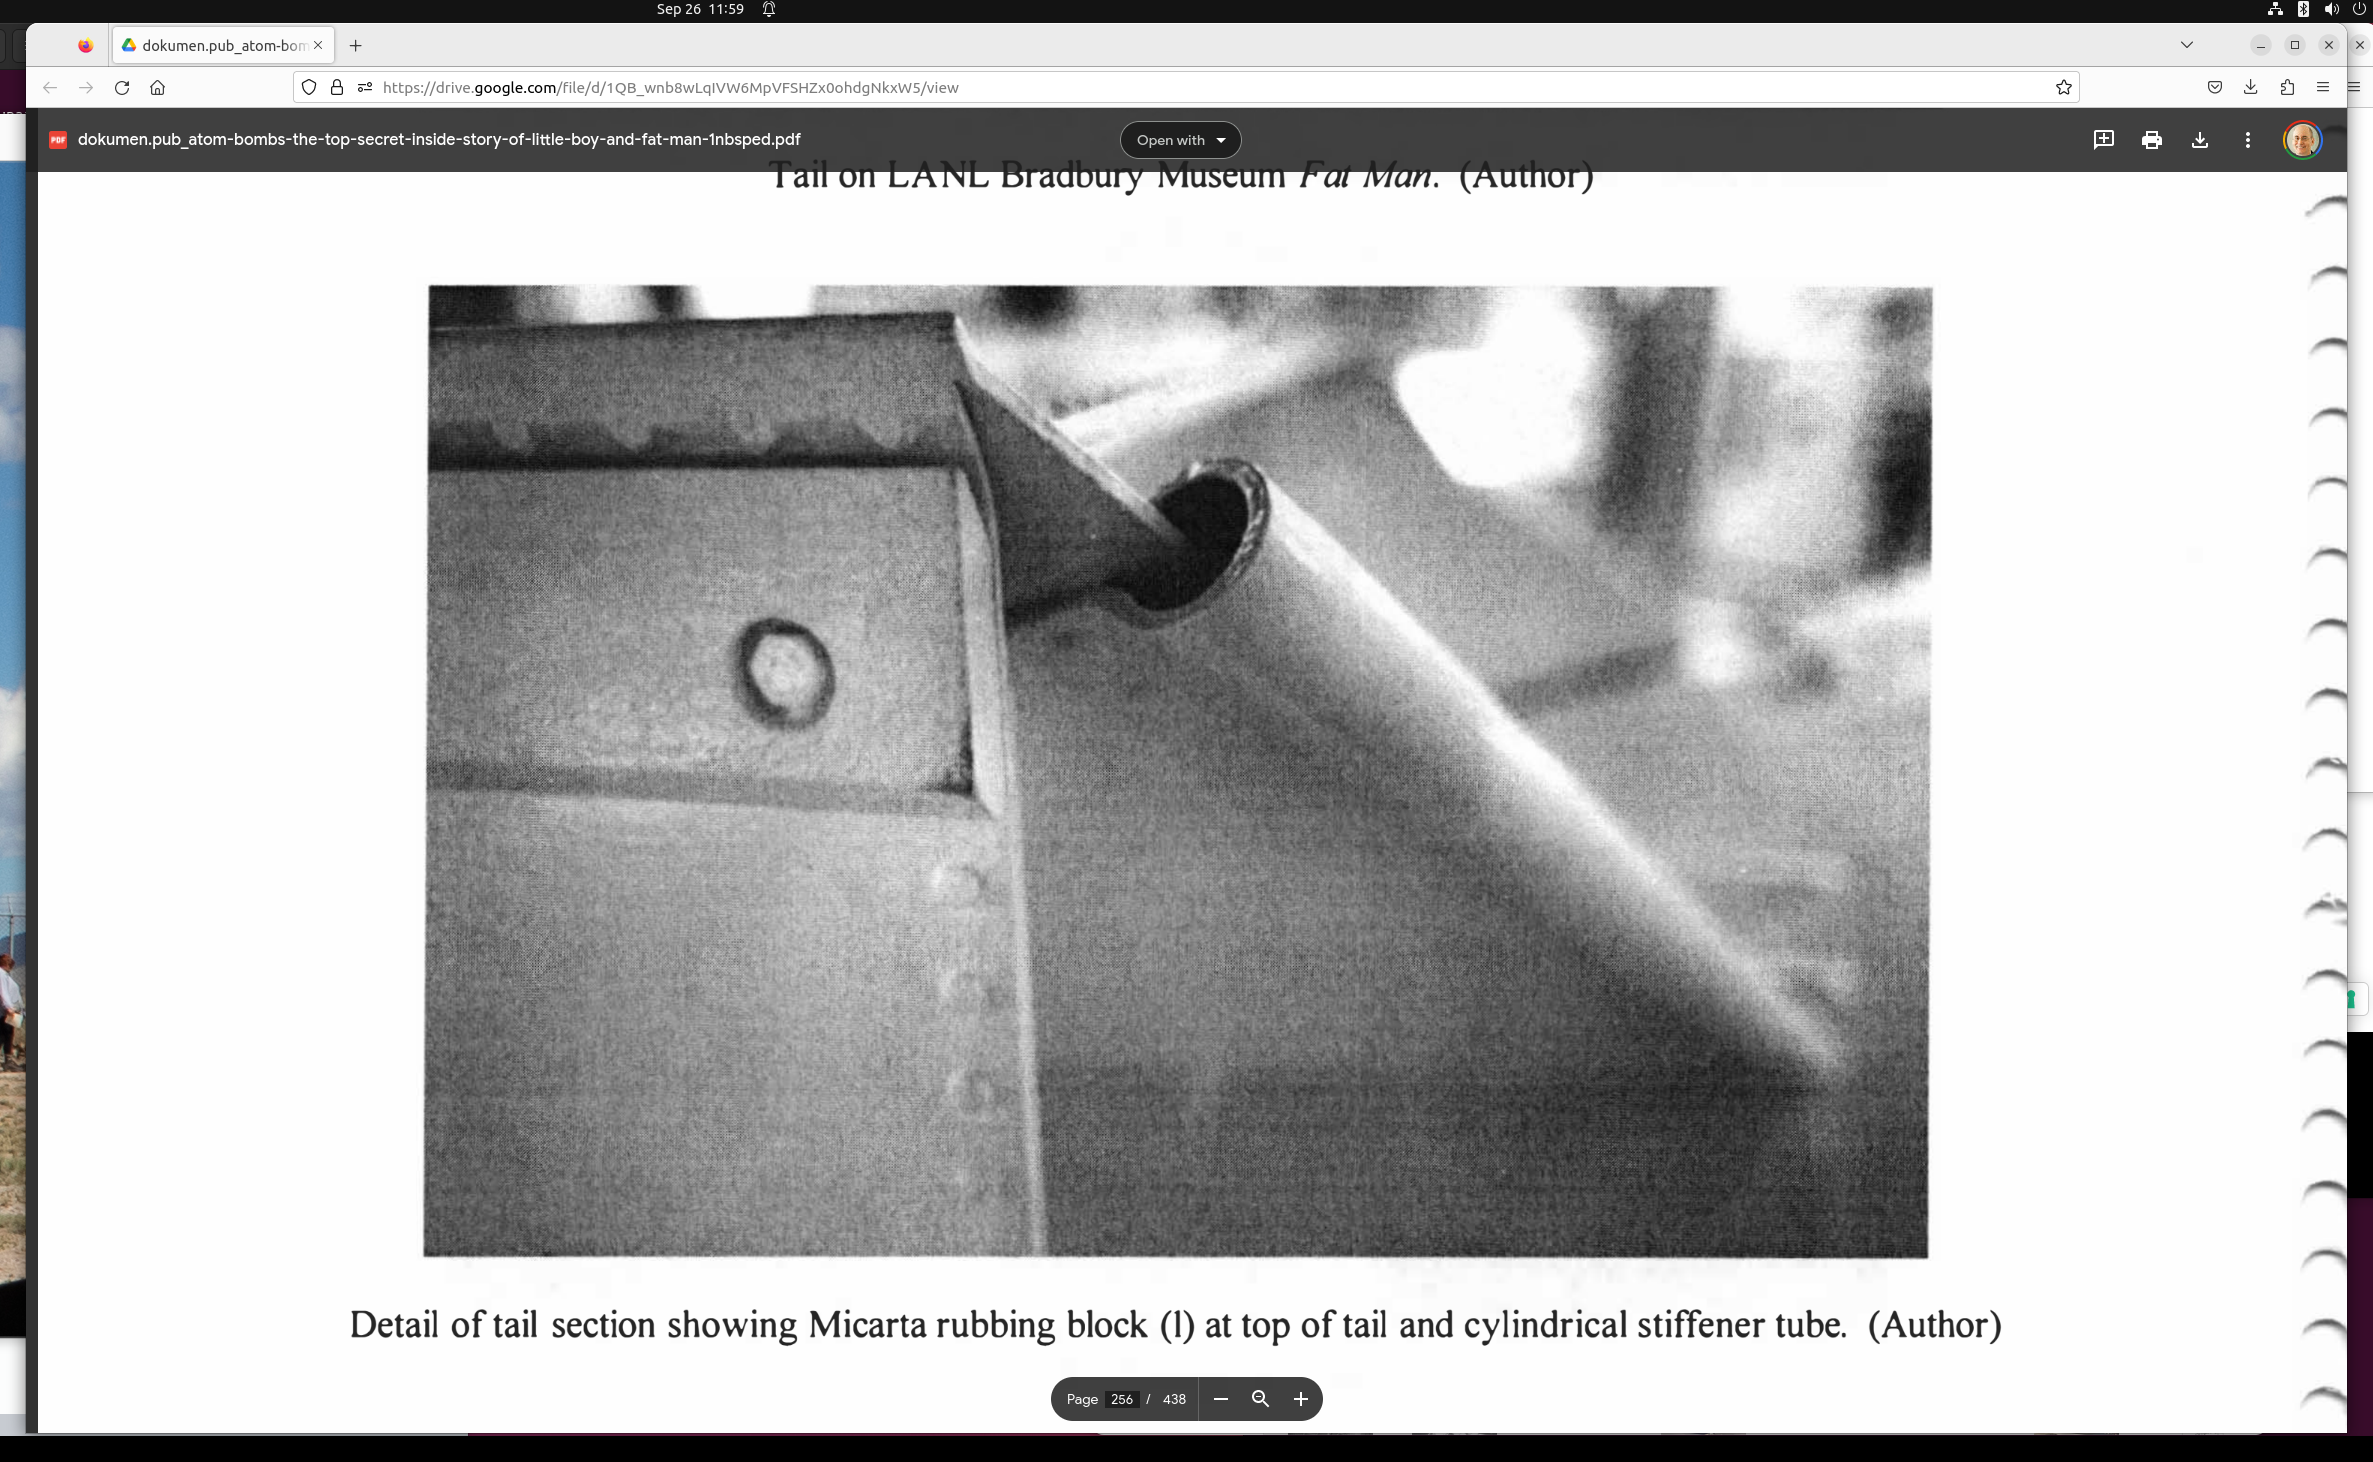 Sep 26 11:59
dokumen.pub_atom-bom
https://drive.google.com/file/d/1QB_wnb8wLqIVW6MpVFSHZx0ohdgNkxW5/view
PDF dokumen.pub_atom-bombs-the-top-secret-inside-story-of-little-boy-and-fat-man-1nbsped.pdf Open with
Tail on LANL Bradbury Museum Fat Man. (Author)
Detail of tail section showing Micarta rubbing block (l) at top of tail and cylindrical stiffener tube. (Author)
Page 256 / 438